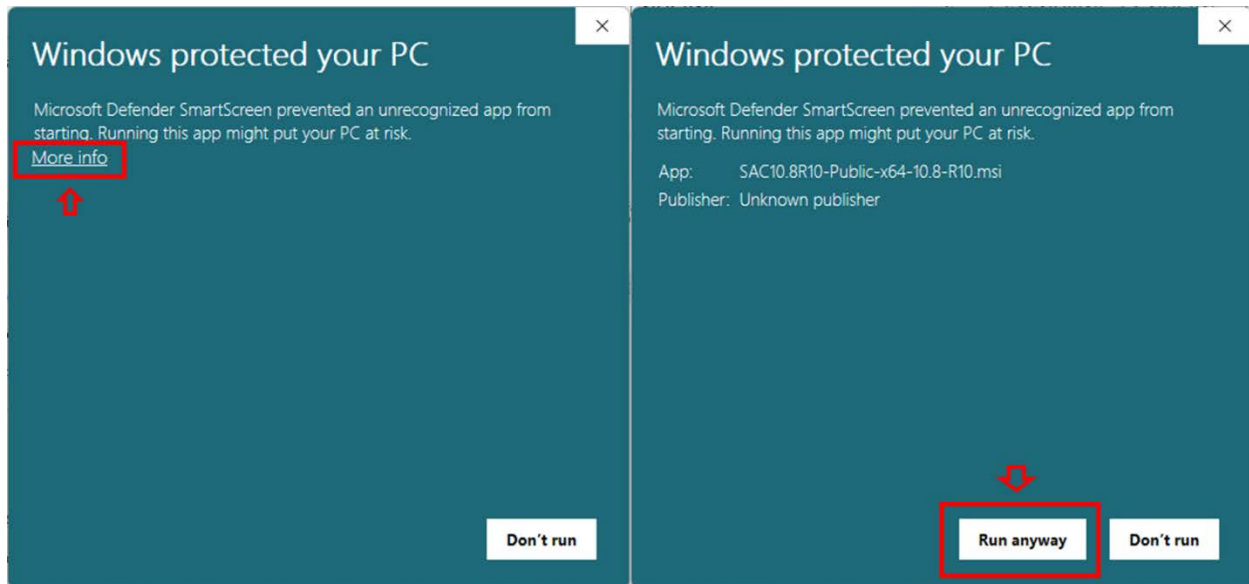 Windows protected your PC
Microsoft Defender SmartScreen prevented an unrecognized app from
starting. Running this app might put your PC at risk.
More info
Don't run
Windows protected your PC
Microsoft Defender SmartScreen prevented an unrecognized app from
starting. Running this app might put your PC at risk.
App: SAC10.8R10-Public-x64-10.8-R10.msi
Publisher: Unknown publisher
Run anyway Don't run